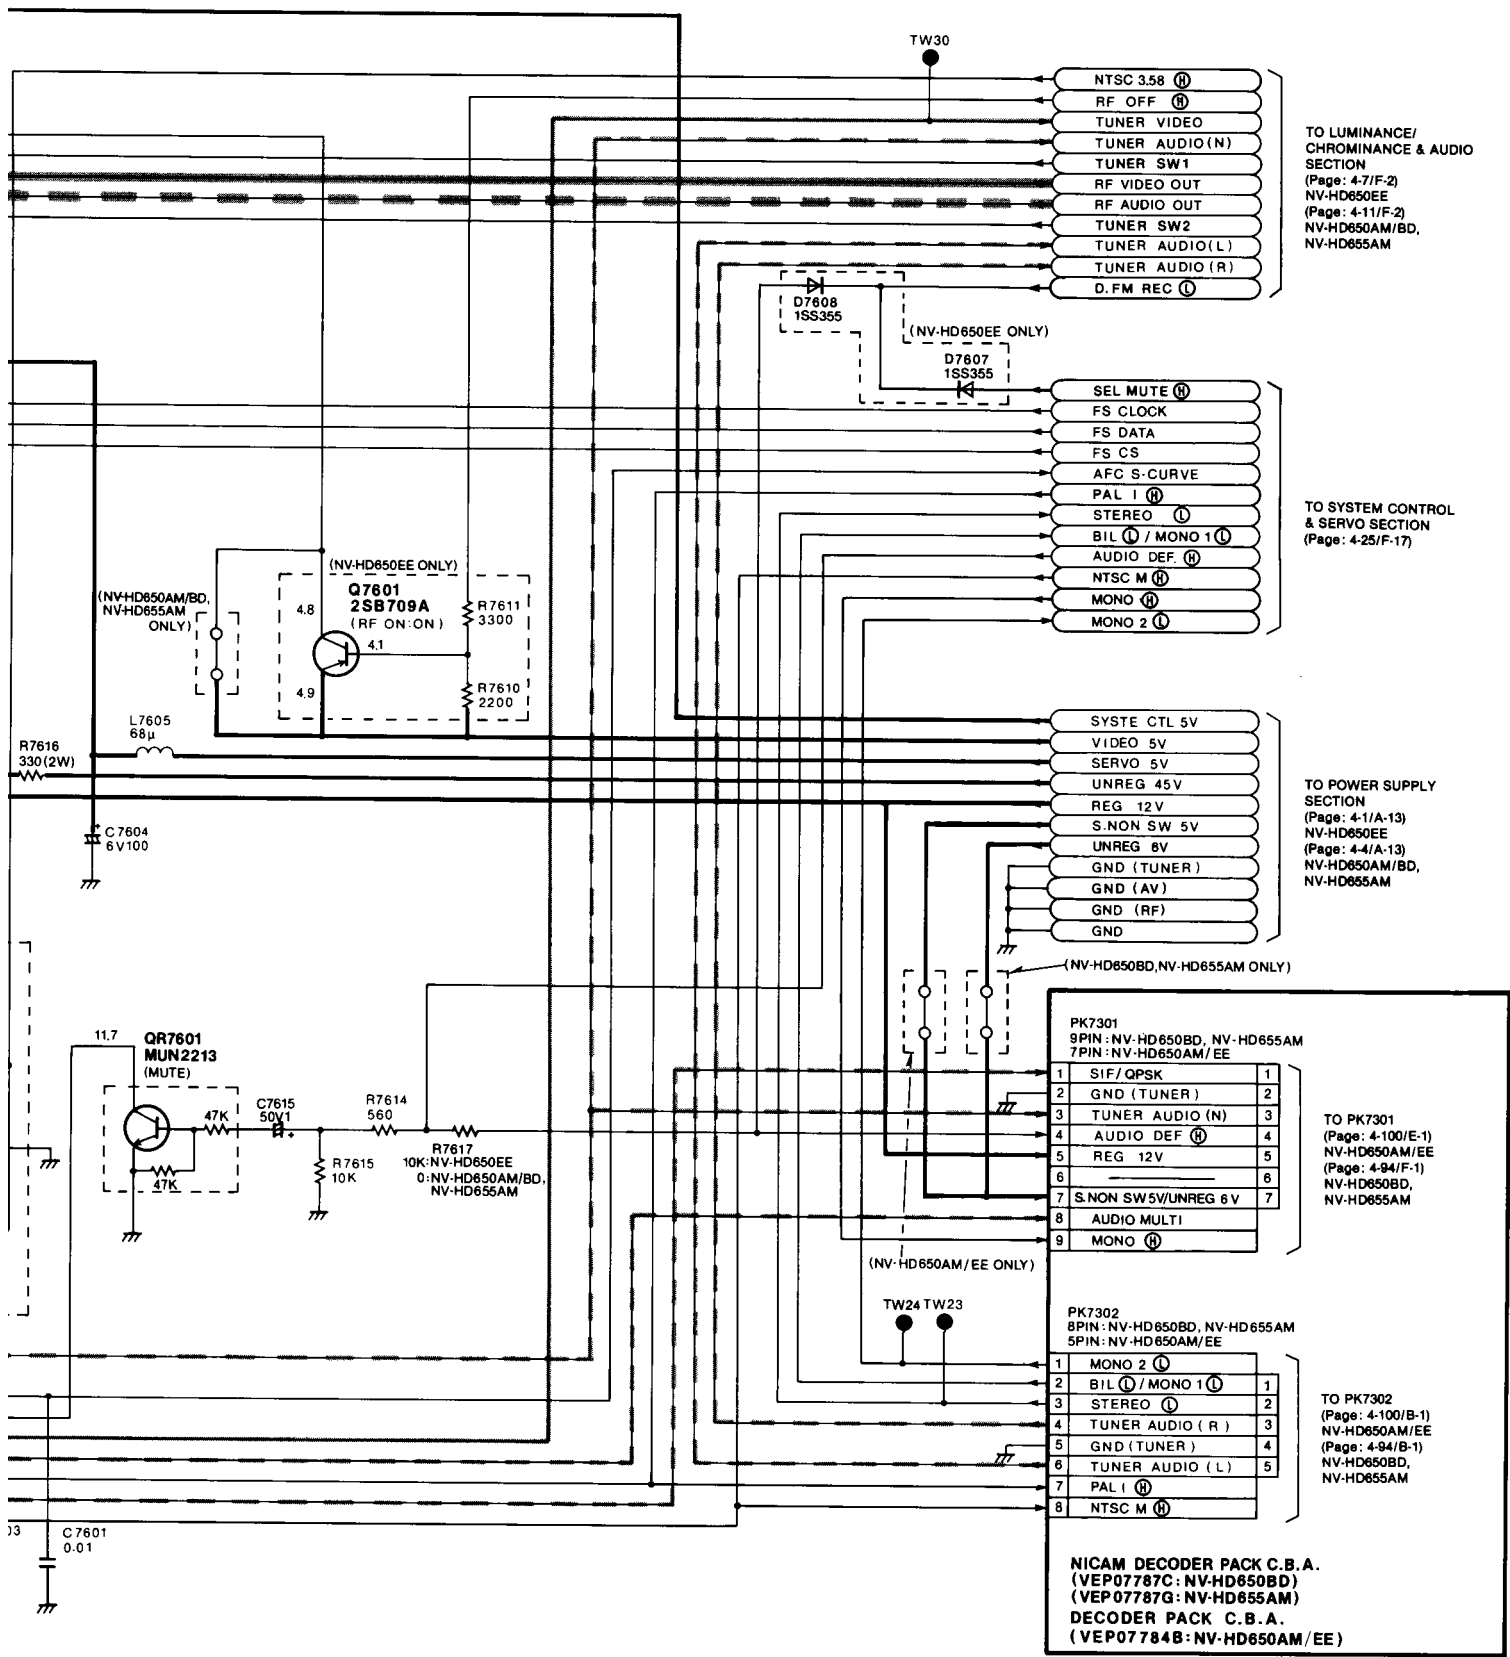 TW30
NTSC 3.58 Ⓗ
RF OFF Ⓗ
TUNER VIDEO
TUNER AUDIO(N)
TUNER SW1
RF VIDEO OUT
RF AUDIO OUT
TUNER SW2
TUNER AUDIO(L)
TUNER AUDIO(R)
D.FM REC Ⓛ
TO LUMINANCE/
CHROMINANCE & AUDIO
SECTION
(Page: 4-7/F-2)
NV-HD650EE
(Page: 4-11/F-2)
NV-HD650AM/BD,
NV-HD655AM
D7608
1SS355
(NV-HD650EE ONLY)
D7607
1SS355
SEL MUTE Ⓗ
FS CLOCK
FS DATA
FS CS
AFC S-CURVE
PAL I Ⓗ
STEREO Ⓛ
BIL Ⓛ / MONO 1 Ⓛ
AUDIO DEF. Ⓗ
NTSC M Ⓗ
MONO Ⓗ
MONO 2 Ⓛ
TO SYSTEM CONTROL
& SERVO SECTION
(Page: 4-25/F-17)
(NV-HD650AM/BD,
NV-HD655AM
ONLY)
(NV-HD650EE ONLY)
Q7601
2SB709A
(RF ON:ON)
4.8
4.1
4.9
R7611
3300
R7610
2200
L7605
68µ
R7616
330(2W)
+
C7604
6V100
SYSTE CTL 5V
VIDEO 5V
SERVO 5V
UNREG 45V
REG 12V
S.NON SW 5V
UNREG 6V
GND (TUNER)
GND (AV)
GND (RF)
GND
TO POWER SUPPLY
SECTION
(Page: 4-1/A-13)
NV-HD650EE
(Page: 4-4/A-13)
NV-HD650AM/BD,
NV-HD655AM
(NV-HD650BD,NV-HD655AM ONLY)
11.7
QR7601
MUN2213
(MUTE)
47K
47K
C7615
50V1
+
R7615
10K
R7614
560
R7617
10K:NV-HD650EE
0:NV-HD650AM/BD,
NV-HD655AM
PK7301
9PIN:NV-HD650BD, NV-HD655AM
7PIN:NV-HD650AM/EE
1 SIF/QPSK 1
2 GND (TUNER) 2
3 TUNER AUDIO (N) 3
4 AUDIO DEF Ⓗ 4
5 REG 12V 5
6 ——— 6
7 S.NON SW5V/UNREG 6V 7
8 AUDIO MULTI
9 MONO Ⓗ
TO PK7301
(Page: 4-100/E-1)
NV-HD650AM/EE
(Page: 4-94/F-1)
NV-HD650BD,
NV-HD655AM
(NV-HD650AM/EE ONLY)
TW24 TW23
PK7302
8PIN:NV-HD650BD, NV-HD655AM
5PIN:NV-HD650AM/EE
1 MONO 2 Ⓛ
2 BIL Ⓛ / MONO 1 Ⓛ 1
3 STEREO Ⓛ 2
4 TUNER AUDIO (R) 3
5 GND (TUNER) 4
6 TUNER AUDIO (L) 5
7 PAL I Ⓗ
8 NTSC M Ⓗ
TO PK7302
(Page: 4-100/B-1)
NV-HD650AM/EE
(Page: 4-94/B-1)
NV-HD650BD,
NV-HD655AM
03
C7601
0.01
NICAM DECODER PACK C.B.A.
(VEP07787C:NV-HD650BD)
(VEP07787G:NV-HD655AM)
DECODER PACK C.B.A.
(VEP07784B:NV-HD650AM/EE)